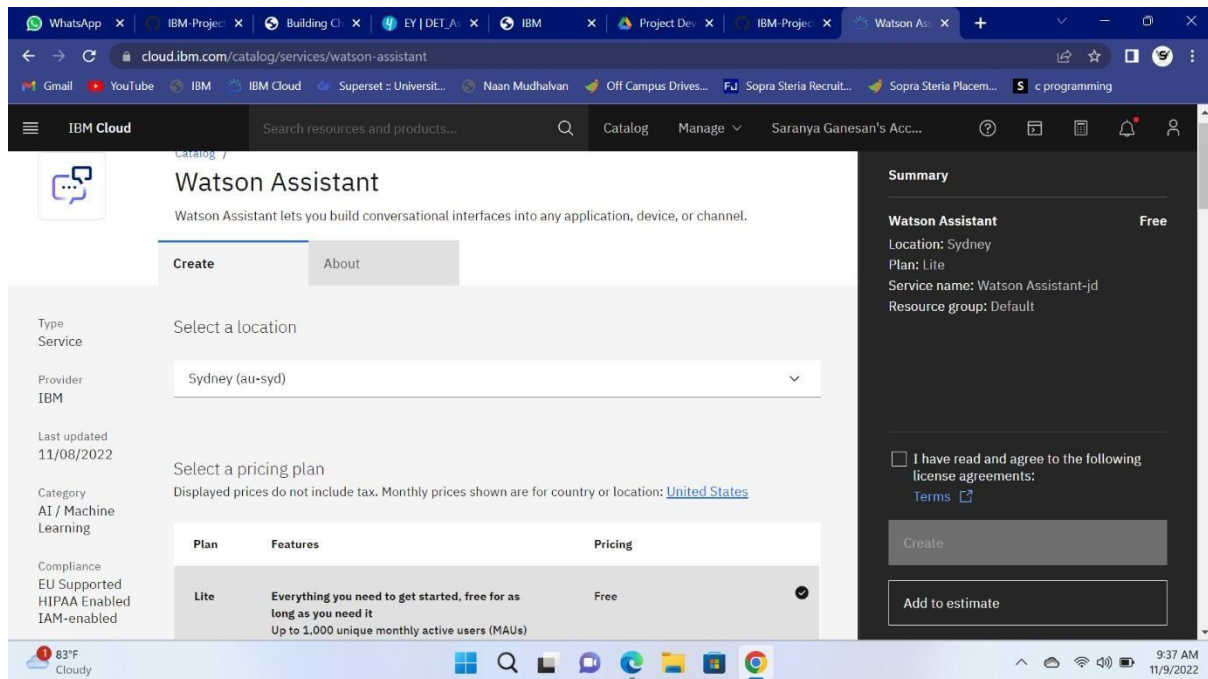 WhatsApp
IBM-Project
Building Ch
EY | DET_As
IBM
Project Dev
IBM-Project
Watson Ass
cloud.ibm.com/catalog/services/watson-assistant
Gmail
YouTube
IBM
IBM Cloud
Superset :: Universit...
Naan Mudhalvan
Off Campus Drives...
Sopra Steria Recruit...
Sopra Steria Placem...
S
c programming
IBM Cloud
Search resources and products...
Catalog
Manage
Saranya Ganesan's Acc...
Catalog /
Watson Assistant
Watson Assistant lets you build conversational interfaces into any application, device, or channel.
Create
About
Type
Service
Provider
IBM
Last updated
11/08/2022
Category
AI / Machine
Learning
Compliance
EU Supported
HIPAA Enabled
IAM-enabled
Select a location
Sydney (au-syd)
Select a pricing plan
Displayed prices do not include tax. Monthly prices shown are for country or location: United States
Plan
Features
Pricing
Lite
Everything you need to get started, free for as
long as you need it
Up to 1,000 unique monthly active users (MAUs)
Free
Summary
Watson Assistant
Free
Location: Sydney
Plan: Lite
Service name: Watson Assistant-jd
Resource group: Default
I have read and agree to the following
license agreements:
Terms
Create
Add to estimate
1
83°F
Cloudy
9:37 AM
11/9/2022